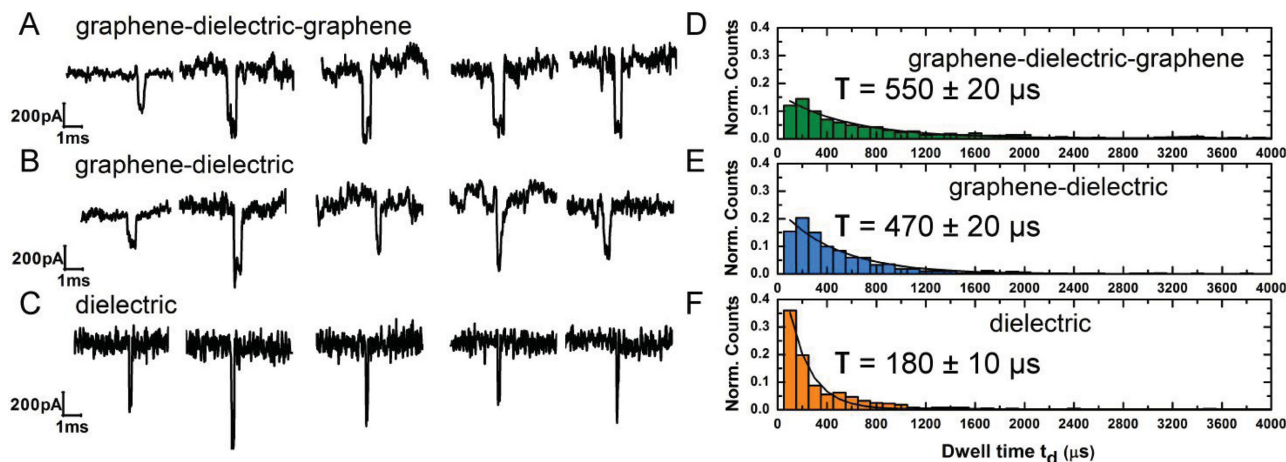 A
graphene-dielectric-graphene
200pA
1ms
B
graphene-dielectric
200pA
1ms
C
dielectric
200pA
1ms
D
Norm. Counts
0.4
0.3
0.2
0.1
0.0
graphene-dielectric-graphene
T = 550 ± 20 µs
0 400 800 1200 1600 2000 2400 2800 3200 3600 4000
E
Norm. Counts
0.4
0.3
0.2
0.1
0.0
graphene-dielectric
T = 470 ± 20 µs
0 400 800 1200 1600 2000 2400 2800 3200 3600 4000
F
Norm. Counts
0.4
0.3
0.2
0.1
0.0
dielectric
T = 180 ± 10 µs
0 400 800 1200 1600 2000 2400 2800 3200 3600 4000
Dwell time td (µs)